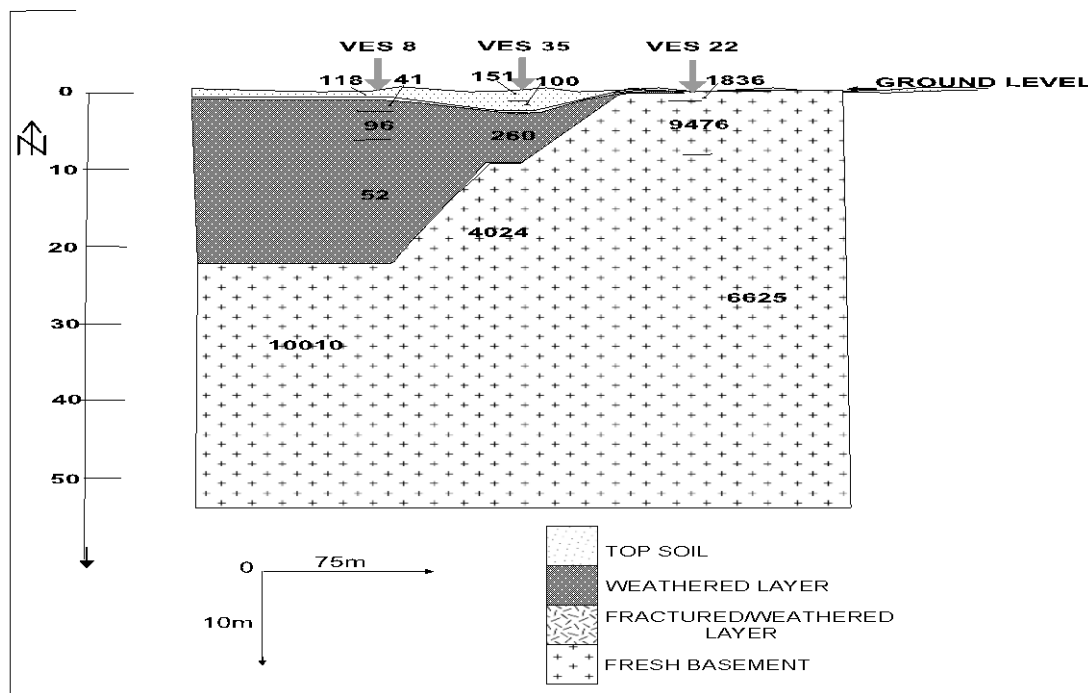 VES 8 VES 35 VES 22
118 41 151 100 1836
GROUND LEVEL
0
N
96 260 9476
10
52
4024
20
6625
30
10010
40
50
0 75m
10m
TOP SOIL
WEATHERED LAYER
FRACTURED/WEATHERED
LAYER
FRESH BASEMENT